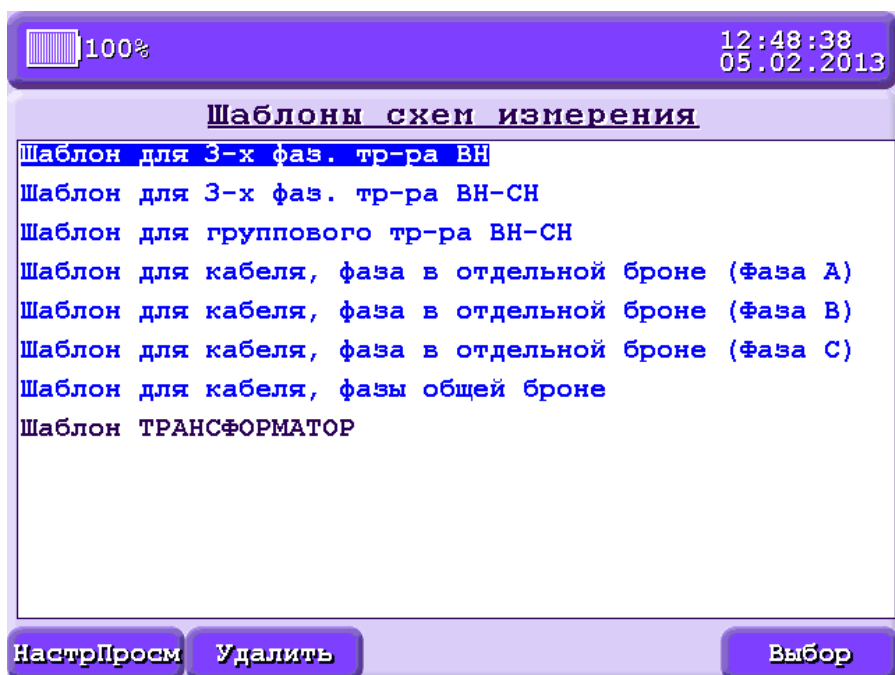 100%
12:48:38
05.02.2013
Шаблоны схем измерения
Шаблон для 3-х фаз. тр-ра ВН
Шаблон для 3-х фаз. тр-ра ВН-СН
Шаблон для группового тр-ра ВН-СН
Шаблон для кабеля, фаза в отдельной броне (Фаза A)
Шаблон для кабеля, фаза в отдельной броне (Фаза B)
Шаблон для кабеля, фаза в отдельной броне (Фаза C)
Шаблон для кабеля, фазы общей броне
Шаблон ТРАНСФОРМАТОР
НастрПросм Удалить Выбор